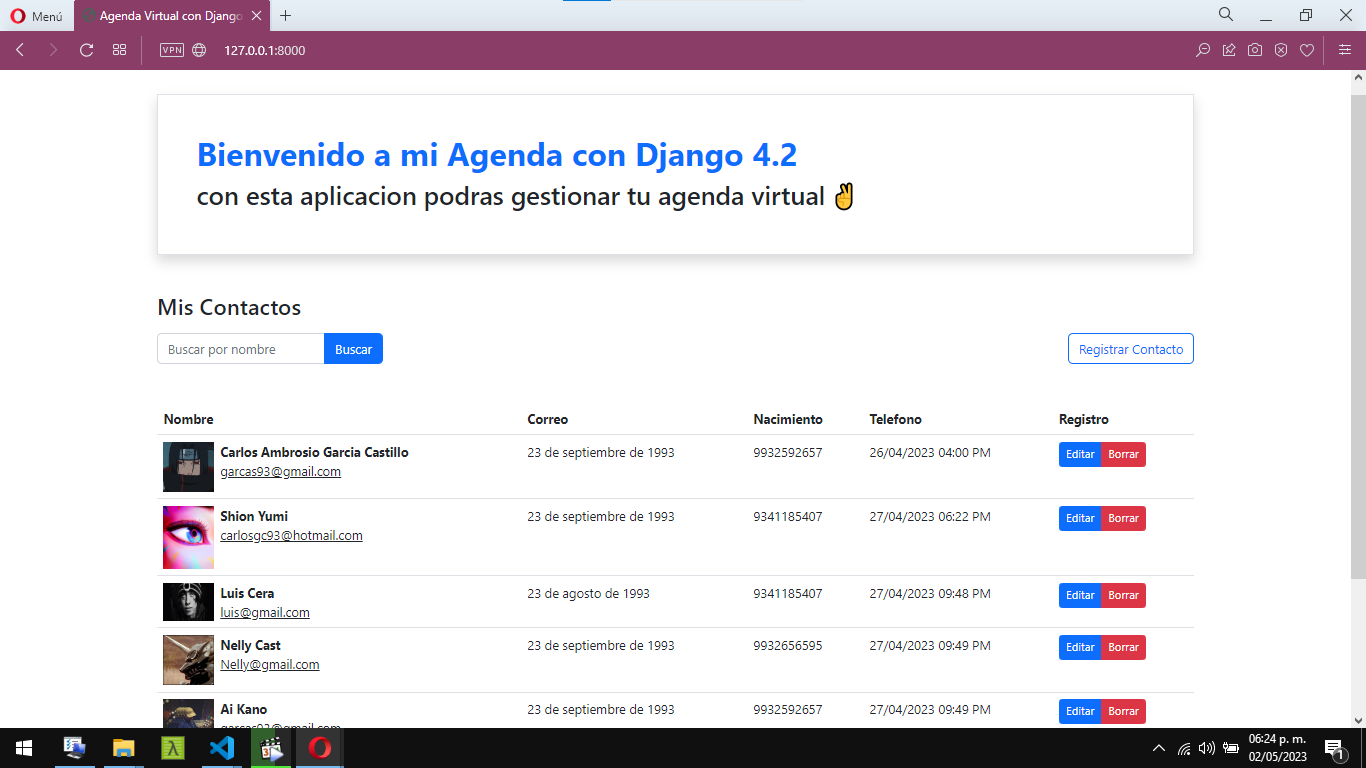 Menú
Agenda Virtual con Django
VPN 127.0.0.1:8000
Bienvenido a mi Agenda con Django 4.2
con esta aplicacion podras gestionar tu agenda virtual ✌
Mis Contactos
Buscar por nombre Buscar Registrar Contacto
Nombre Correo Nacimiento Telefono Registro
Carlos Ambrosio Garcia Castillo 23 de septiembre de 1993 9932592657 26/04/2023 04:00 PM Editar Borrar
garcas93@gmail.com
Shion Yumi 23 de septiembre de 1993 9341185407 27/04/2023 06:22 PM Editar Borrar
carlosgc93@hotmail.com
Luis Cera 23 de agosto de 1993 9341185407 27/04/2023 09:48 PM Editar Borrar
luis@gmail.com
Nelly Cast 23 de septiembre de 1993 9932656595 27/04/2023 09:49 PM Editar Borrar
Nelly@gmail.com
Ai Kano 23 de septiembre de 1993 9932592657 27/04/2023 09:49 PM Editar Borrar
garcas93@gmail.com
06:24 p. m.
02/05/2023
1